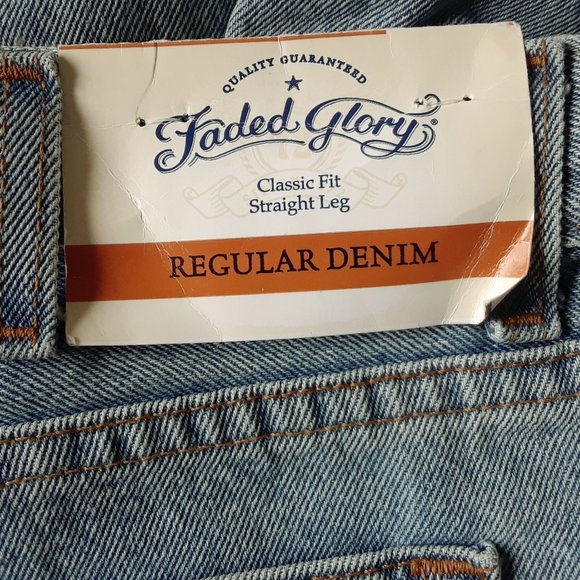 QUALITY GUARANTEED
Faded Glory®
Classic Fit
Straight Leg
REGULAR DENIM